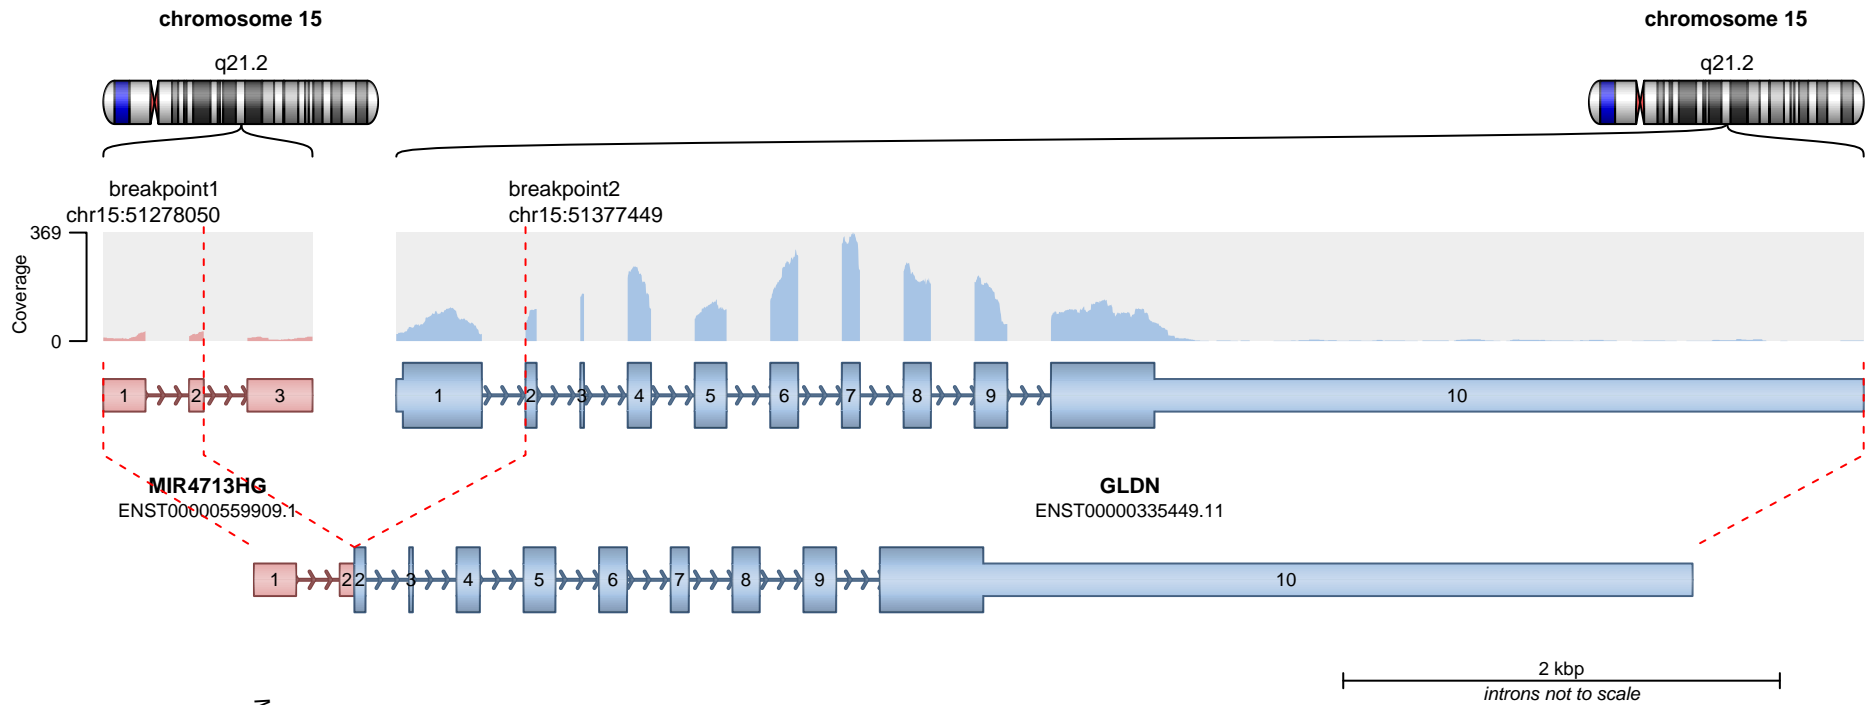 chromosome 15
chromosome 15
q21.2
q21.2
breakpoint1
chr15:51278050
breakpoint2
chr15:51377449
369
Coverage
0
1 2 3
1 2 3 4 5 6 7 8 9 10
MIR4713HG
ENST00000559909.1
GLDN
ENST00000335449.11
1 2 2 3 4 5 6 7 8 9 10
2 kbp
introns not to scale